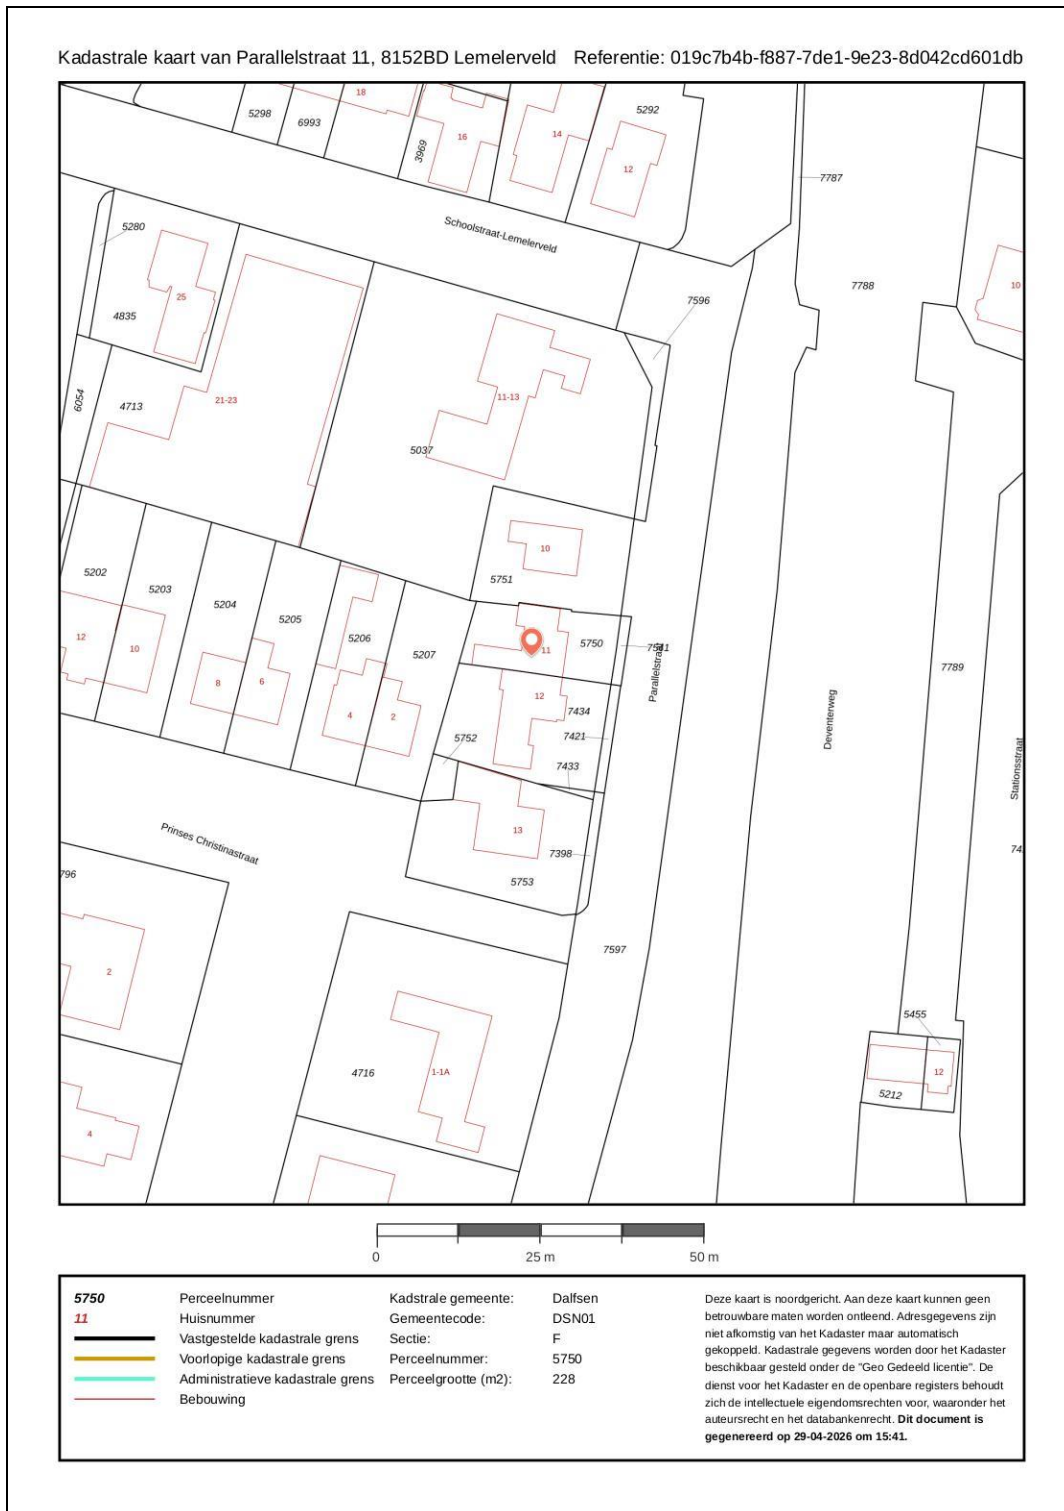 Kadastrale kaart van Parallelstraat 11, 8152BD Lemelerveld Referentie: 019c7b4b-f887-7de1-9e23-8d042cd601db
18
5298
6993
3969
16
14
5292
12
7787
Schoolstraat-Lemelerveld
5280
25
4835
7596
7788
10
6054
4713
21-23
11-13
5037
10
5751
5202
5203
5204
5205
5206
5207
12
10
8
6
4
2
11
5750
Parallelstraat
7789
12
7434
7421
5752
7433
Deventerweg
Stationsstraat
Prinses Christinastraat
13
7398
5753
796
74
2
7597
4716
1-1A
5455
12
5212
4
0
25 m
50 m
5750 Perceelnummer
11 Huisnummer
Vastgestelde kadastrale grens
Voorlopige kadastrale grens
Administratieve kadastrale grens
Bebouwing
Kadstrale gemeente: Dalfsen
Gemeentecode: DSN01
Sectie: F
Perceelnummer: 5750
Perceelgrootte (m2): 228
Deze kaart is noordgericht. Aan deze kaart kunnen geen
betrouwbare maten worden ontleend. Adresgegevens zijn
niet afkomstig van het Kadaster maar automatisch
gekoppeld. Kadastrale gegevens worden door het Kadaster
beschikbaar gesteld onder de "Geo Gedeeld licentie". De
dienst voor het Kadaster en de openbare registers behoudt
zich de intellectuele eigendomsrechten voor, waaronder het
auteursrecht en het databankenrecht. Dit document is
gegenereerd op 29-04-2026 om 15:41.